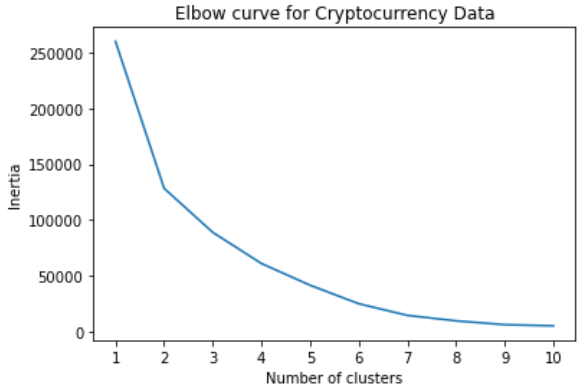 Elbow curve for Cryptocurrency Data
250000
200000
150000
100000
50000
0
Inertia
1 2 3 4 5 6 7 8 9 10
Number of clusters